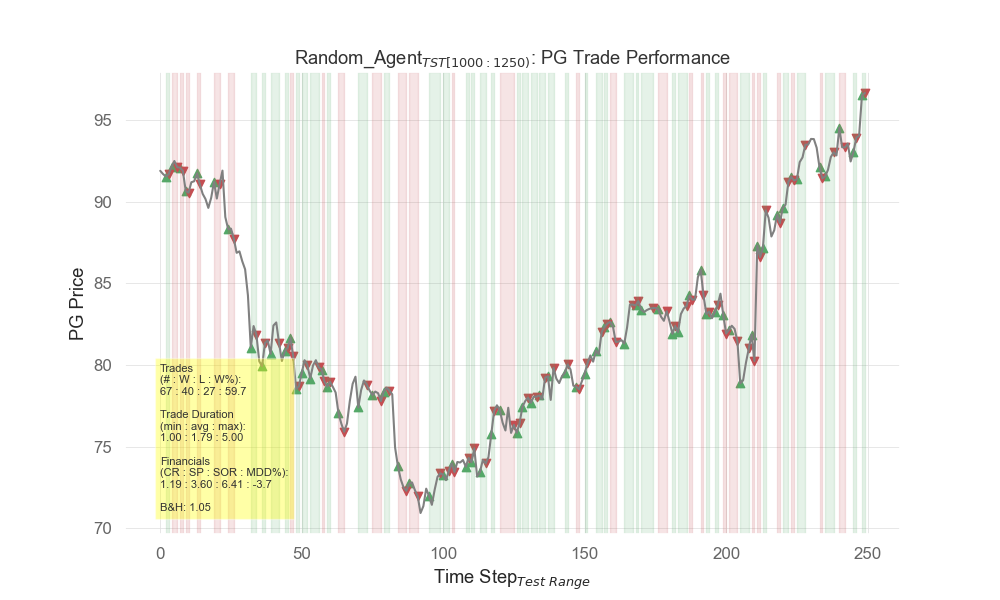 Random_Agent_TST[1000:1250): PG Trade Performance
PG Price
95
90
85
80
75
70
Trades
(# : W : L : W%):
67 : 40 : 27 : 59.7
Trade Duration
(min : avg : max):
1.00 : 1.79 : 5.00
Financials
(CR : SP : SOR : MDD%):
1.19 : 3.60 : 6.41 : -3.7
B&H: 1.05
0 50 100 150 200 250
Time Step_Test Range